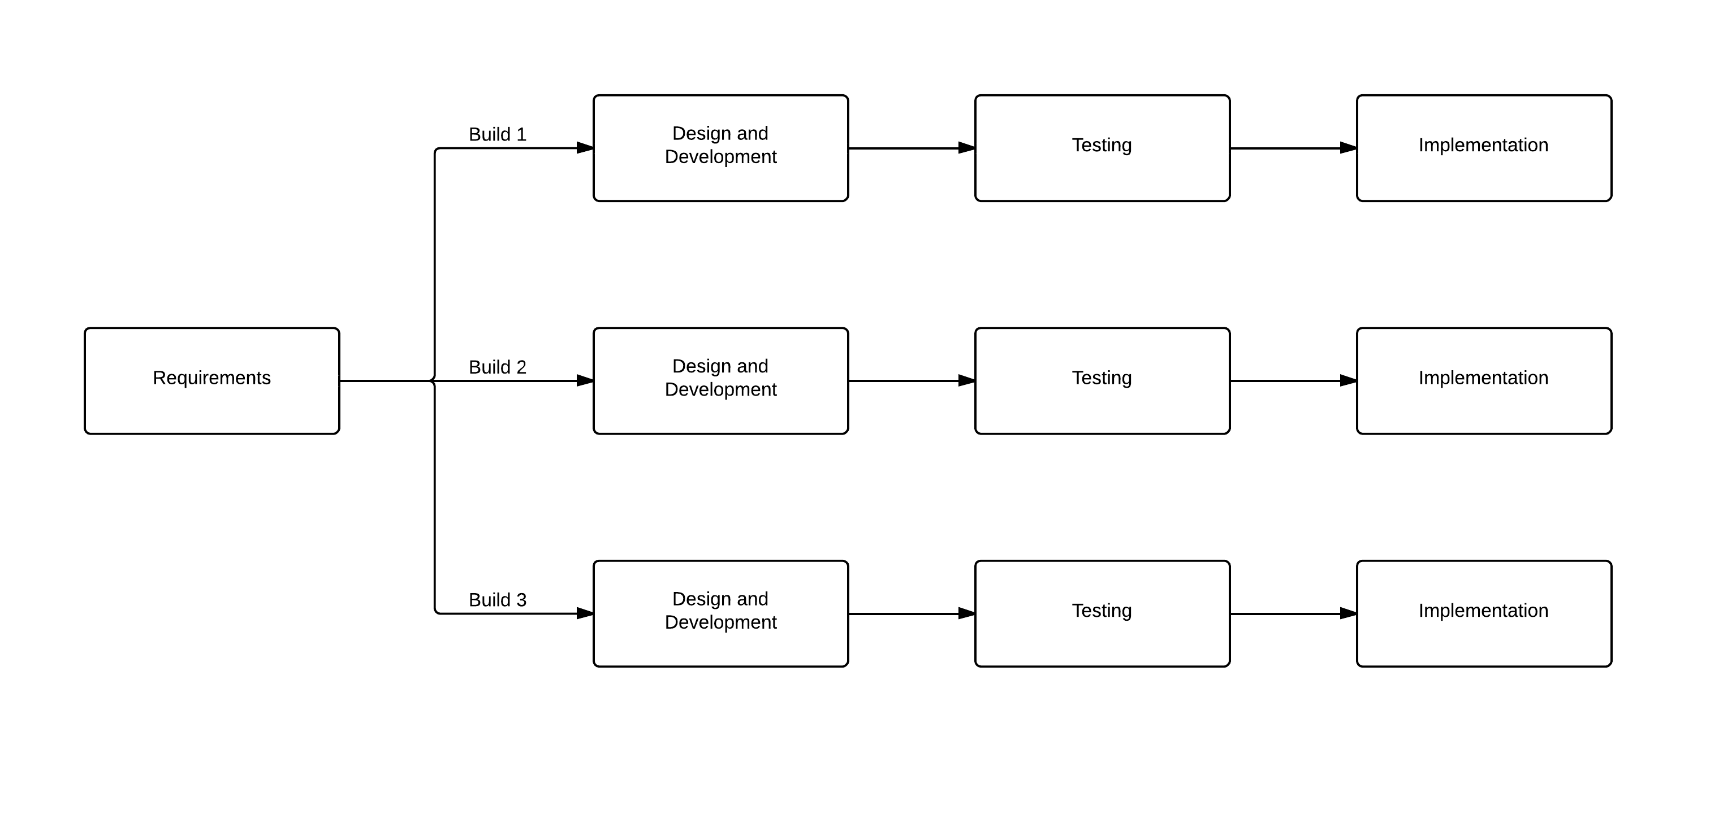 Build 1
Design and
Development
Testing
Implementation
Requirements
Build 2
Design and
Development
Testing
Implementation
Build 3
Design and
Development
Testing
Implementation